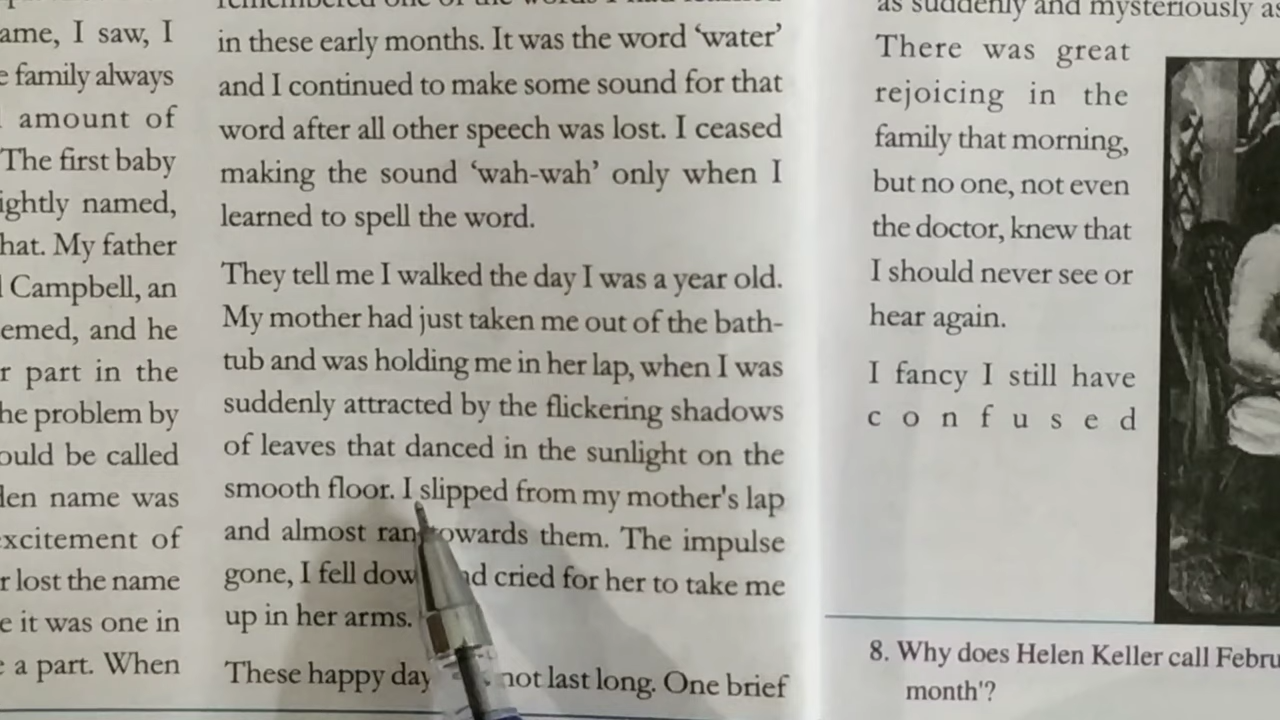 ame, I saw, I
family always
amount of
The first baby
ightly named,
hat. My father
Campbell, an
emed, and he
r part in the
he problem by
ould be called
len name was
xcitement of
r lost the name
e it was one in
a part. When
in these early months. It was the word ‘water’
and I continued to make some sound for that
word after all other speech was lost. I ceased
making the sound ‘wah-wah’ only when I
learned to spell the word.
They tell me I walked the day I was a year old.
My mother had just taken me out of the bath-
tub and was holding me in her lap, when I was
suddenly attracted by the flickering shadows
of leaves that danced in the sunlight on the
smooth floor. I slipped from my mother's lap
and almost ran towards them. The impulse
gone, I fell dow nd cried for her to take me
up in her arms.
These happy day not last long. One brief
as suddenly and mysteriously as
There was great
rejoicing in the
family that morning,
but no one, not even
the doctor, knew that
I should never see or
hear again.
I fancy I still have
c o n f u s e d
8. Why does Helen Keller call Febru
month'?